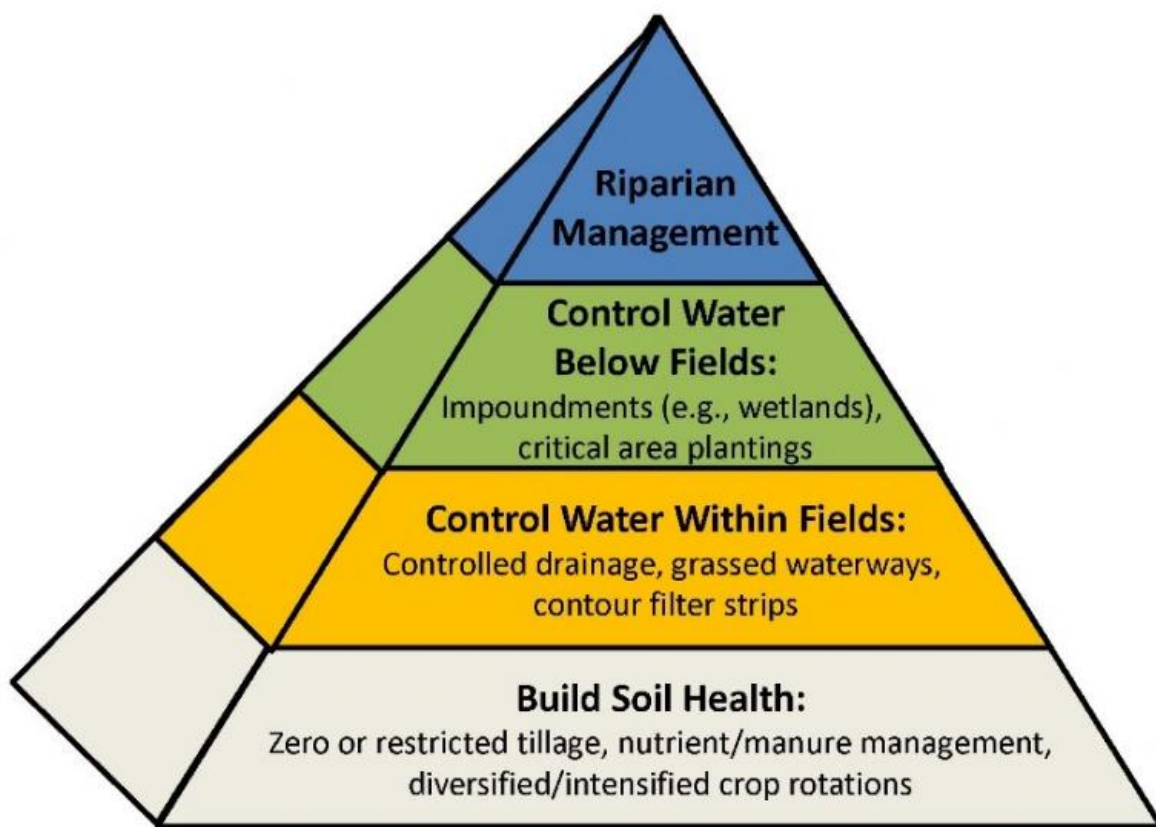 Riparian
Management
Control Water
Below Fields:
Impoundments (e.g., wetlands),
critical area plantings
Control Water Within Fields:
Controlled drainage, grassed waterways,
contour filter strips
Build Soil Health:
Zero or restricted tillage, nutrient/manure management,
diversified/intensified crop rotations